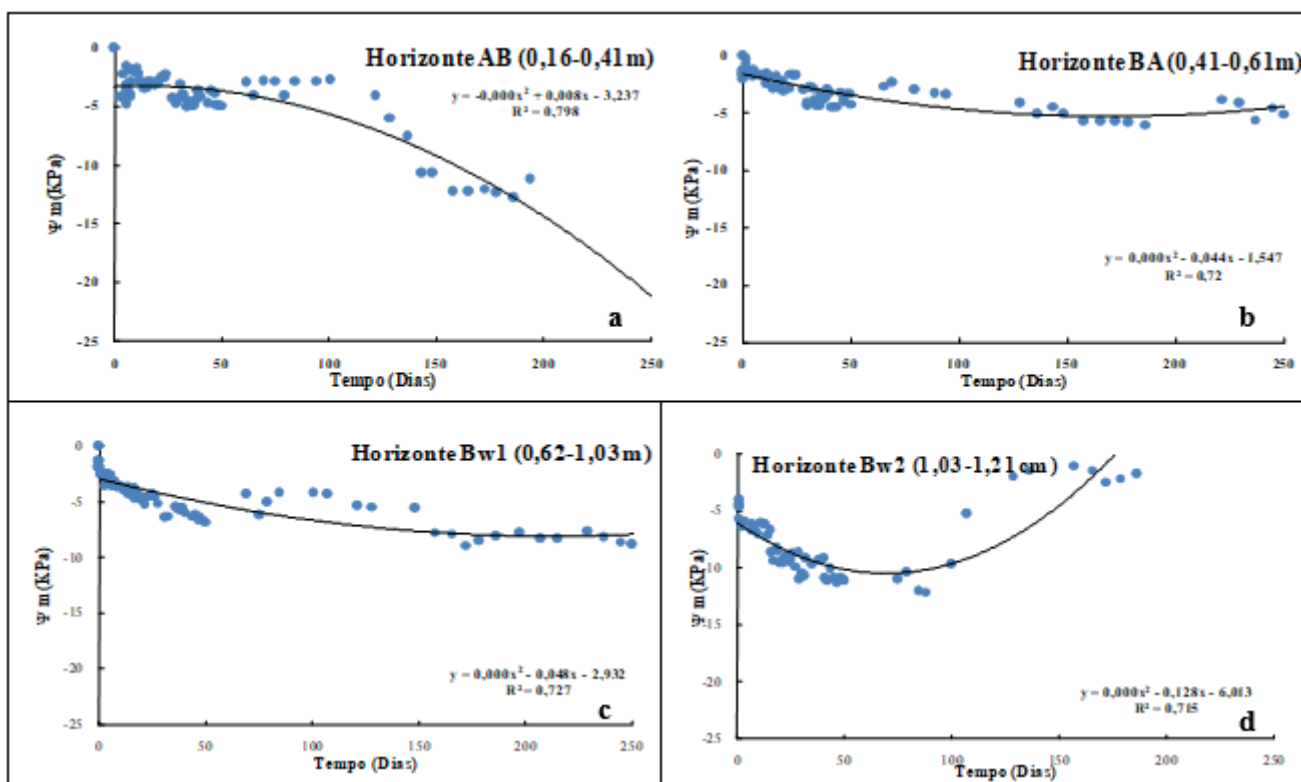 Horizonte AB (0,16-0,41m)
y = -0,000x² + 0,008x - 3,237
R² = 0,798
Ψ m(KPa)
0
-5
-10
-15
-20
-25
0 50 100 150 200 250
Tempo (Dias)
a
Horizonte BA (0,41-0,61m)
y = 0,000x² - 0,044x - 1,547
R² = 0,72
Ψ m(KPa)
0
-5
-10
-15
-20
-25
0 50 100 150 200 250
Tempo (Dias)
b
Horizonte Bw1 (0,62-1,03m)
y = 0,000x² - 0,048x - 2,932
R² = 0,727
Ψ m(KPa)
0
-5
-10
-15
-20
-25
0 50 100 150 200 250
Tempo (Dias)
c
Horizonte Bw2 (1,03-1,21cm)
y = 0,000x² - 0,128x - 6,013
R² = 0,715
Ψ m(KPa)
0
-5
-10
-15
-20
-25
0 50 100 150 200 250
Tempo (Dias)
d